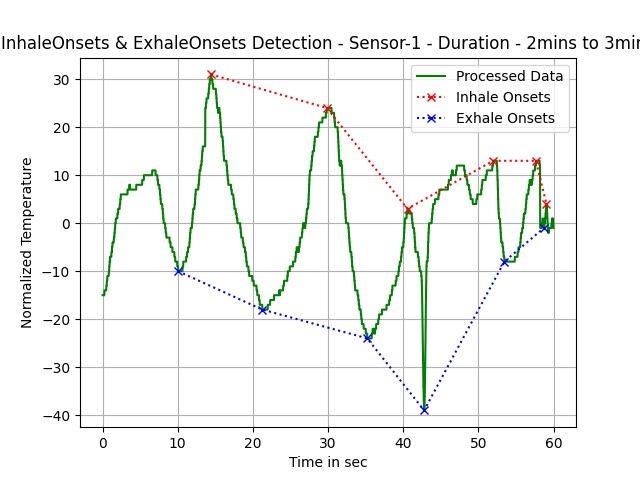 InhaleOnsets & ExhaleOnsets Detection - Sensor-1 - Duration - 2mins to 3min
Processed Data
Inhale Onsets
Exhale Onsets
Normalized Temperature
30
20
10
0
−10
−20
−30
−40
0 10 20 30 40 50 60
Time in sec